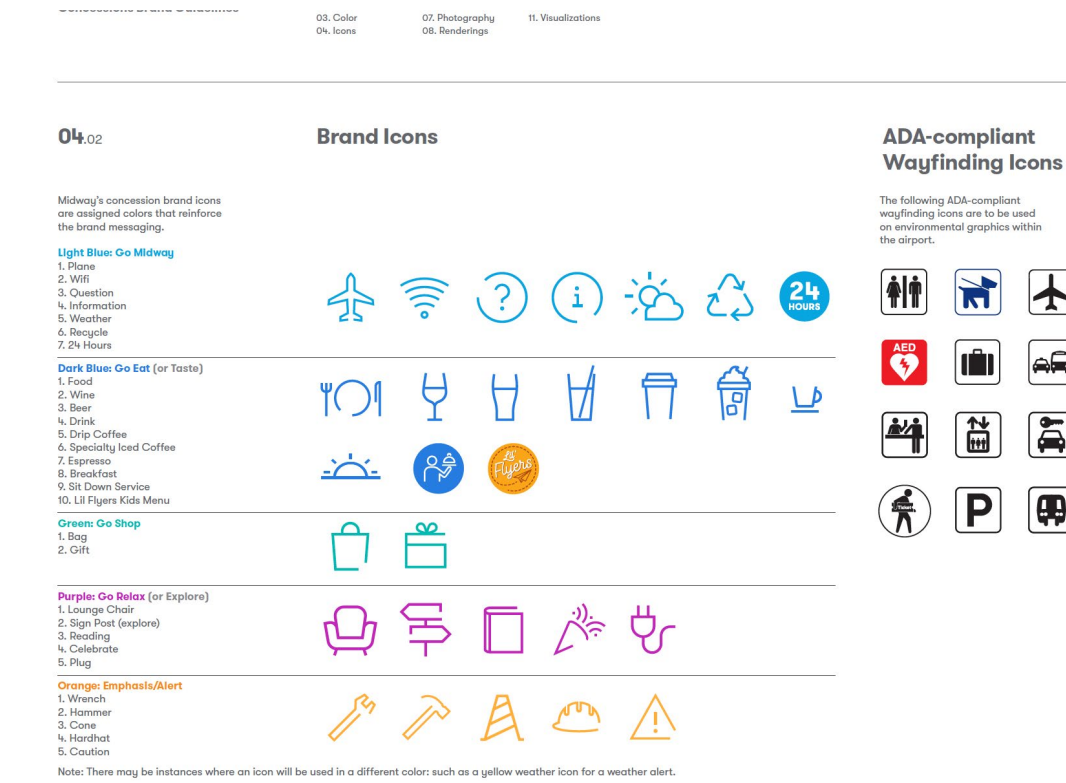 Concessions Brand Guidelines
03. Color
04. Icons
07. Photography
08. Renderings
11. Visualizations
04.02
Brand Icons
Midway's concession brand icons
are assigned colors that reinforce
the brand messaging.
Light Blue: Go Midway
1. Plane
2. Wifi
3. Question
4. Information
5. Weather
6. Recycle
7. 24 Hours
?
i
24
HOURS
Dark Blue: Go Eat (or Taste)
1. Food
2. Wine
3. Beer
4. Drink
5. Drip Coffee
6. Specialty Iced Coffee
7. Espresso
8. Breakfast
9. Sit Down Service
10. Lil Flyers Kids Menu
Lil'
Flyers
Green: Go Shop
1. Bag
2. Gift
Purple: Go Relax (or Explore)
1. Lounge Chair
2. Sign Post (explore)
3. Reading
4. Celebrate
5. Plug
Orange: Emphasis/Alert
1. Wrench
2. Hammer
3. Cone
4. Hardhat
5. Caution
!
Note: There may be instances where an icon will be used in a different color: such as a yellow weather icon for a weather alert.
ADA-compliant
Wayfinding Icons
The following ADA-compliant
wayfinding icons are to be used
on environmental graphics within
the airport.
AED
Ticket
P